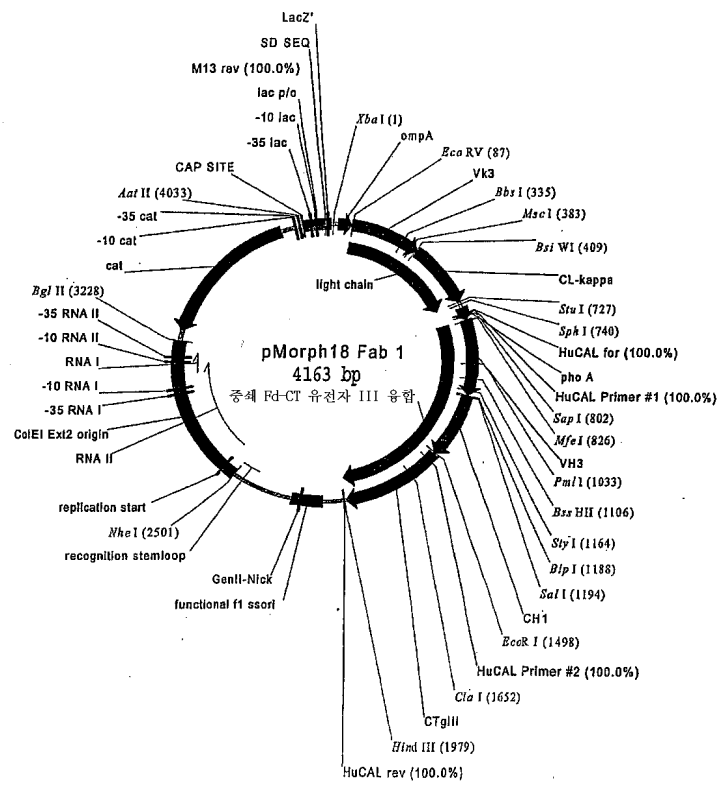 LacZ'
SD SEQ
M13 rev (100.0%)
lac p/o
-10 lac
-35 lac
CAP SITE
Aat II (4033)
-35 cat
-10 cat
cat
Bgl II (3228)
-35 RNA II
-10 RNA II
RNA I
-10 RNA I
-35 RNA I
ColEI Ext2 origin
RNA II
replication start
Nhe I (2501)
recognition stemloop
GenII-Nick
functional f1 ssori
Xba I (1)
ompA
Eco RV (87)
Vk3
Bbs I (335)
Msc I (383)
Bsi WI (409)
CL-kappa
Stu I (727)
Sph I (740)
HuCAL for (100.0%)
pho A
HuCAL Primer #1 (100.0%)
Sap I (802)
Mfe I (826)
VH3
Pml I (1033)
Bss HII (1106)
Sty I (1164)
Blp I (1188)
Sal I (1194)
CH1
EcoR I (1498)
HuCAL Primer #2 (100.0%)
Cla I (1652)
CTgIII
Hind III (1979)
HuCAL rev (100.0%)
light chain
pMorph18 Fab 1
4163 bp
중쇄 Fd-CT 유전자 III 융합